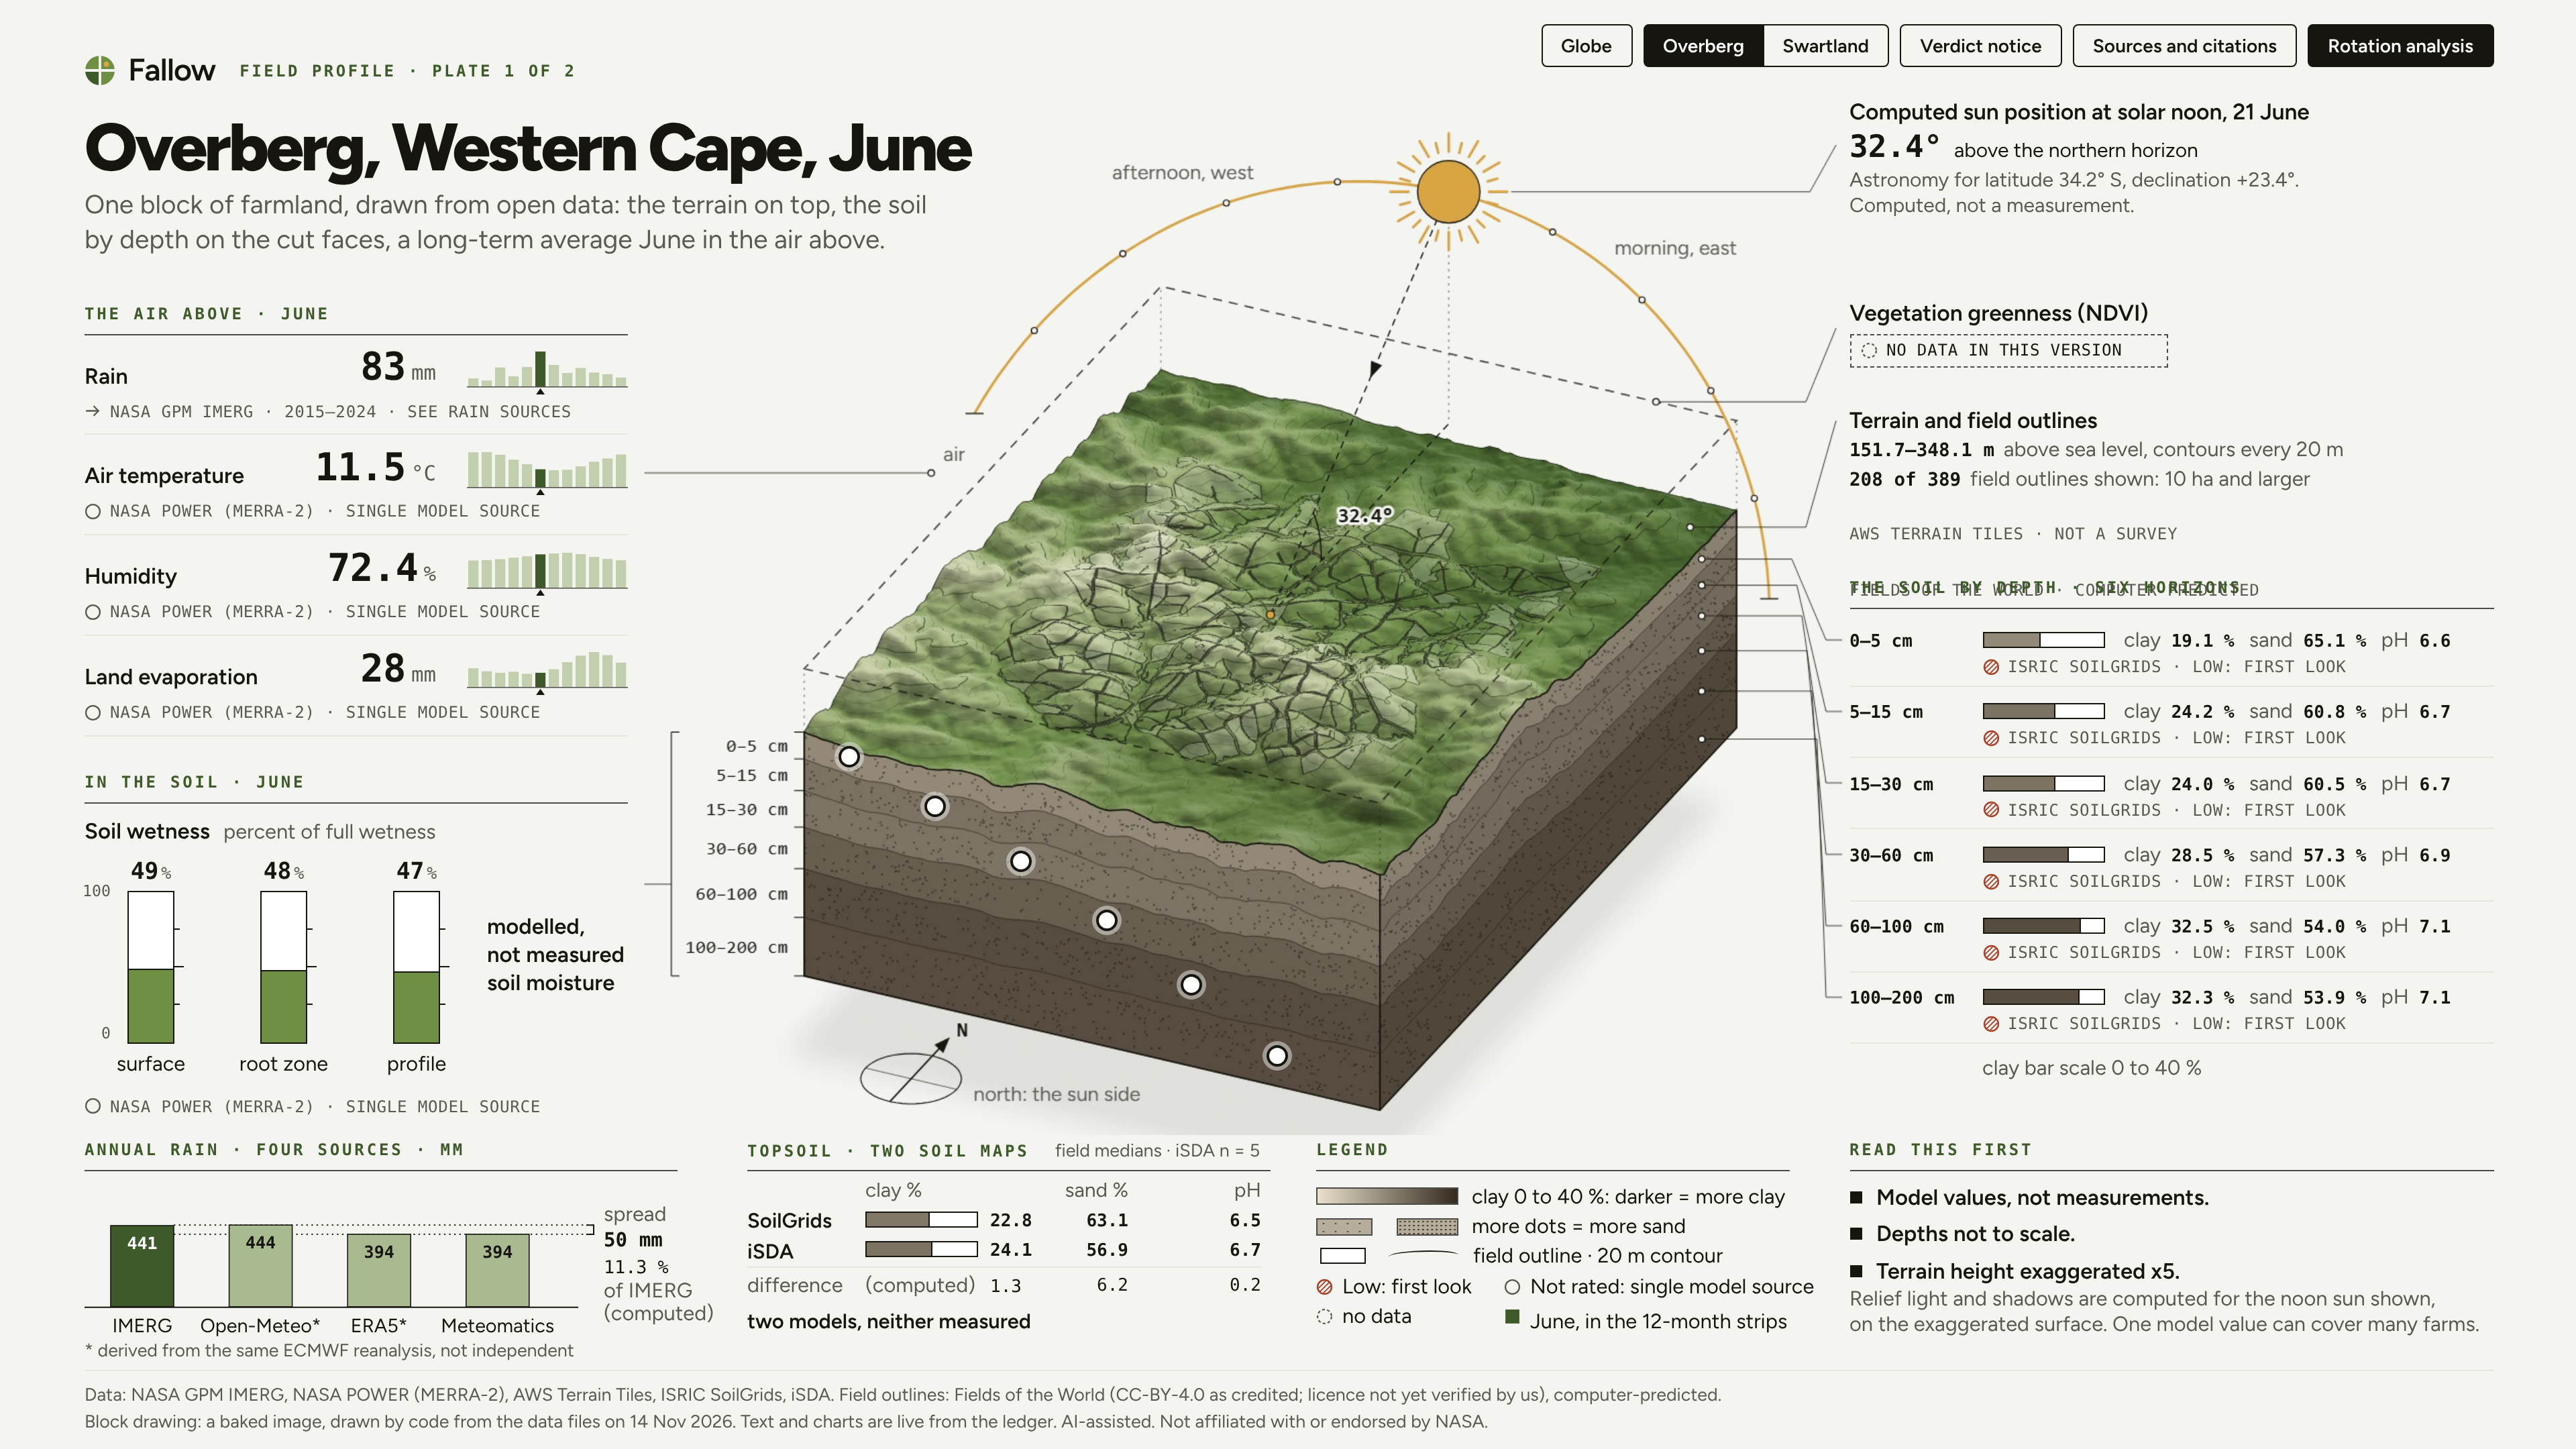 Globe
Overberg
Swartland
Verdict notice
Sources and citations
Rotation analysis
Fallow
FIELD PROFILE · PLATE 1 OF 2
Overberg, Western Cape, June
One block of farmland, drawn from open data: the terrain on top, the soil
by depth on the cut faces, a long-term average June in the air above.
THE AIR ABOVE · JUNE
Rain 83 mm
→ NASA GPM IMERG · 2015–2024 · SEE RAIN SOURCES
Air temperature 11.5 °C
NASA POWER (MERRA-2) · SINGLE MODEL SOURCE
Humidity 72.4 %
NASA POWER (MERRA-2) · SINGLE MODEL SOURCE
Land evaporation 28 mm
NASA POWER (MERRA-2) · SINGLE MODEL SOURCE
IN THE SOIL · JUNE
Soil wetness percent of full wetness
49 % 48 % 47 %
100
0
surface root zone profile
modelled,
not measured
soil moisture
NASA POWER (MERRA-2) · SINGLE MODEL SOURCE
afternoon, west
morning, east
air
32.4°
0–5 cm
5–15 cm
15–30 cm
30–60 cm
60–100 cm
100–200 cm
N
north: the sun side
Computed sun position at solar noon, 21 June
32.4° above the northern horizon
Astronomy for latitude 34.2° S, declination +23.4°.
Computed, not a measurement.
Vegetation greenness (NDVI)
NO DATA IN THIS VERSION
Terrain and field outlines
151.7–348.1 m above sea level, contours every 20 m
208 of 389 field outlines shown: 10 ha and larger
AWS TERRAIN TILES · NOT A SURVEY
FIELDS OF THE WORLD · COMPUTER-PREDICTED
THE SOIL BY DEPTH · SIX HORIZONS
0–5 cm clay 19.1 % sand 65.1 % pH 6.6
ISRIC SOILGRIDS · LOW: FIRST LOOK
5–15 cm clay 24.2 % sand 60.8 % pH 6.7
ISRIC SOILGRIDS · LOW: FIRST LOOK
15–30 cm clay 24.0 % sand 60.5 % pH 6.7
ISRIC SOILGRIDS · LOW: FIRST LOOK
30–60 cm clay 28.5 % sand 57.3 % pH 6.9
ISRIC SOILGRIDS · LOW: FIRST LOOK
60–100 cm clay 32.5 % sand 54.0 % pH 7.1
ISRIC SOILGRIDS · LOW: FIRST LOOK
100–200 cm clay 32.3 % sand 53.9 % pH 7.1
ISRIC SOILGRIDS · LOW: FIRST LOOK
clay bar scale 0 to 40 %
ANNUAL RAIN · FOUR SOURCES · MM
441 444 394 394
IMERG Open-Meteo* ERA5* Meteomatics
spread
50 mm
11.3 %
of IMERG
(computed)
* derived from the same ECMWF reanalysis, not independent
TOPSOIL · TWO SOIL MAPS field medians · iSDA n = 5
clay % sand % pH
SoilGrids 22.8 63.1 6.5
iSDA 24.1 56.9 6.7
difference (computed) 1.3 6.2 0.2
two models, neither measured
LEGEND
clay 0 to 40 %: darker = more clay
more dots = more sand
field outline · 20 m contour
Low: first look Not rated: single model source
no data June, in the 12-month strips
READ THIS FIRST
Model values, not measurements.
Depths not to scale.
Terrain height exaggerated x5.
Relief light and shadows are computed for the noon sun shown,
on the exaggerated surface. One model value can cover many farms.
Data: NASA GPM IMERG, NASA POWER (MERRA-2), AWS Terrain Tiles, ISRIC SoilGrids, iSDA. Field outlines: Fields of the World (CC-BY-4.0 as credited; licence not yet verified by us), computer-predicted.
Block drawing: a baked image, drawn by code from the data files on 14 Nov 2026. Text and charts are live from the ledger. AI-assisted. Not affiliated with or endorsed by NASA.